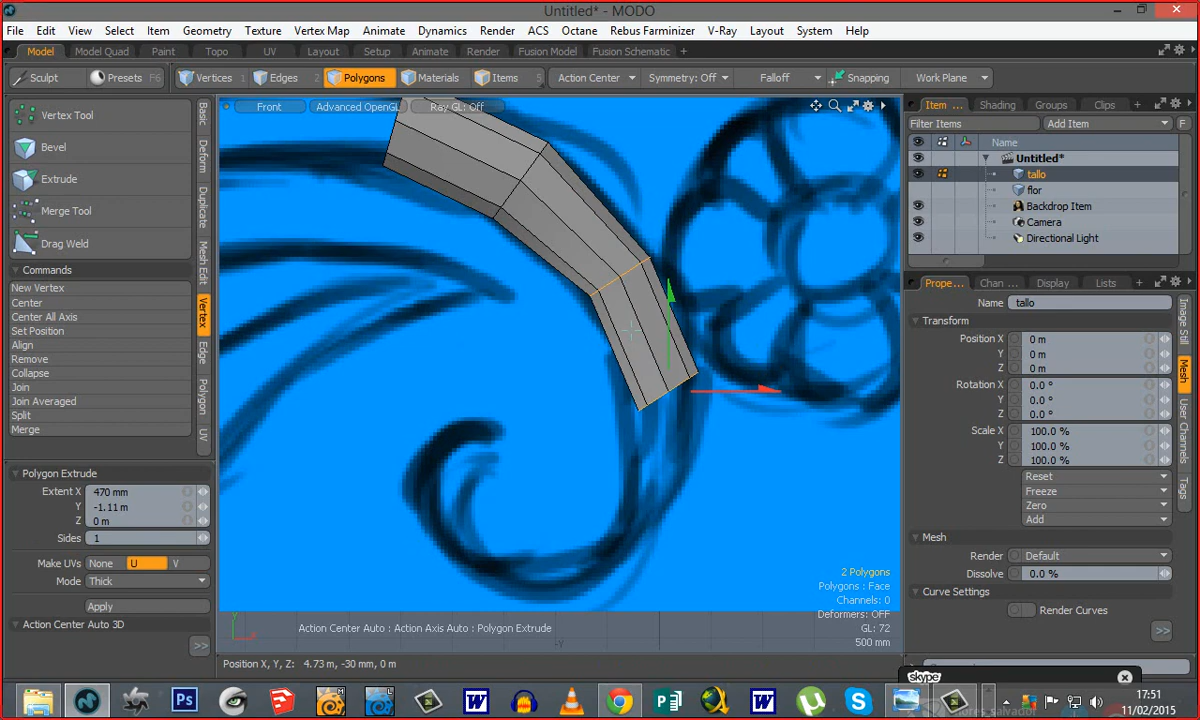 Untitled* - MODO
File Edit View Select Item Geometry Texture Vertex Map Animate Dynamics Render ACS Octane Rebus Farminizer V-Ray Layout System Help
Model Model Quad Paint Topo UV Layout Setup Animate Render Fusion Model Fusion Schematic +
Sculpt Presets F6 Vertices 1 Edges 2 Polygons Materials Items 5 Action Center Symmetry: Off Falloff Snapping Work Plane
Vertex Tool
Bevel
Extrude
Merge Tool
Drag Weld
Commands
New Vertex
Center
Center All Axis
Set Position
Align
Remove
Collapse
Join
Join Averaged
Split
Merge
Basic
Deform
Duplicate
Mesh Edit
Vertex
Edge
Polygon
UV
Polygon Extrude
Extent X 470 mm
Y -1.11 m
Z 0 m
Sides 1
Make UVs None U V
Mode Thick
Apply
Action Center Auto 3D
>>
Front Advanced OpenGL Ray GL: Off
2 Polygons
Polygons : Face
Channels: 0
Deformers: OFF
GL: 72
500 mm
Action Center Auto : Action Axis Auto : Polygon Extrude
Position X, Y, Z: 4.73 m, -30 mm, 0 m
Item ... Shading Groups Clips +
Filter Items Add Item F
Name
Untitled*
tallo
flor
Backdrop Item
Camera
Directional Light
Prope... Chan ... Display Lists +
Name tallo
Transform
Position X 0 m
Y 0 m
Z 0 m
Rotation X 0.0 °
Y 0.0 °
Z 0.0 °
Scale X 100.0 %
Y 100.0 %
Z 100.0 %
Reset
Freeze
Zero
Add
Mesh
Render Default
Dissolve 0.0 %
Curve Settings
Render Curves
>>
Image Still
Mesh
User Channels
Tags
skype
17:51
11/02/2015